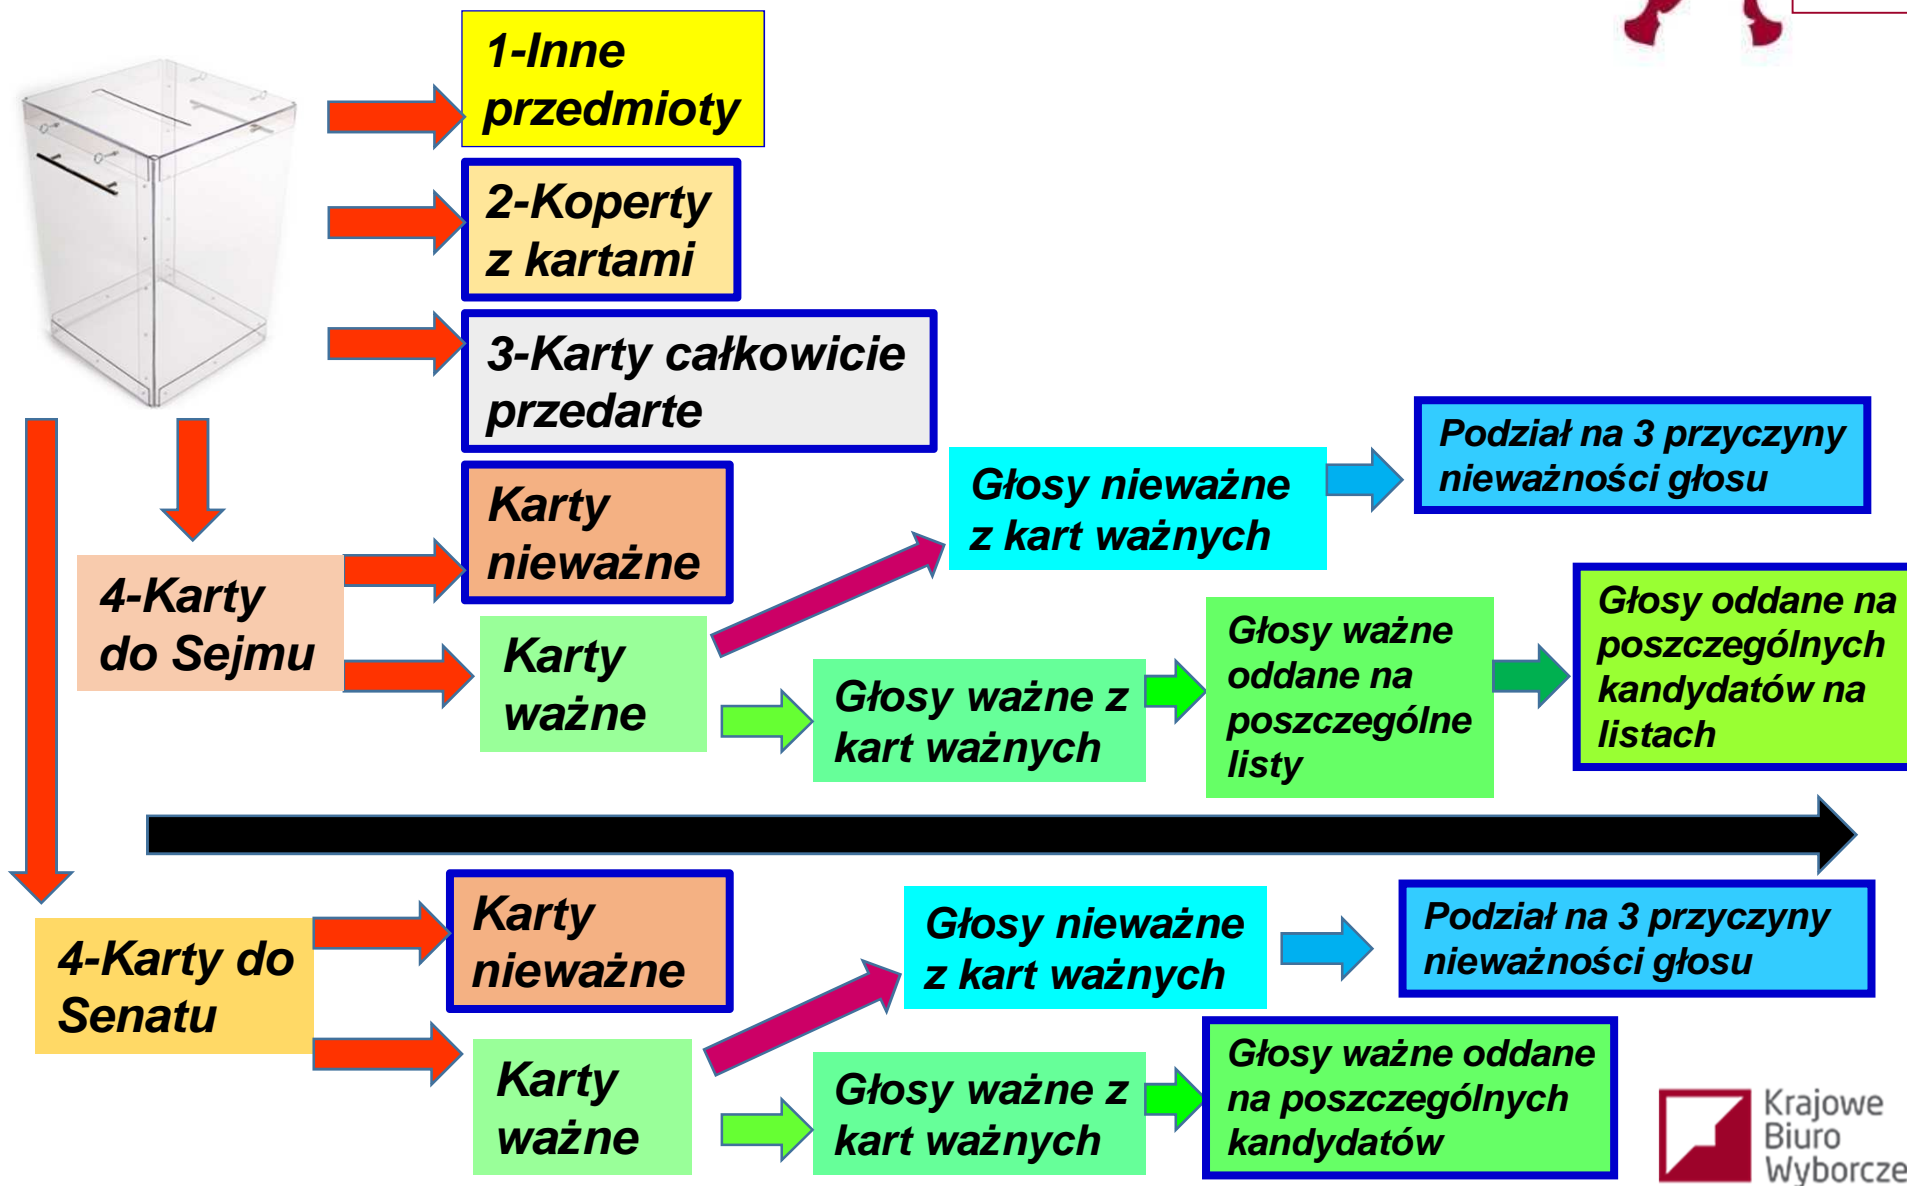 1-Inne
przedmioty
2-Koperty
z kartami
3-Karty całkowicie
przedarte
Podział na 3 przyczyny
nieważności głosu
Głosy nieważne
z kart ważnych
Karty
nieważne
4-Karty
do Sejmu
Karty
ważne
Głosy ważne z
kart ważnych
Głosy ważne
oddane na
poszczególne
listy
Głosy oddane na
poszczególnych
kandydatów na
listach
Karty
nieważne
Głosy nieważne
z kart ważnych
Podział na 3 przyczyny
nieważności głosu
4-Karty do
Senatu
Karty
ważne
Głosy ważne z
kart ważnych
Głosy ważne oddane
na poszczególnych
kandydatów
Krajowe
Biuro
Wyborcze